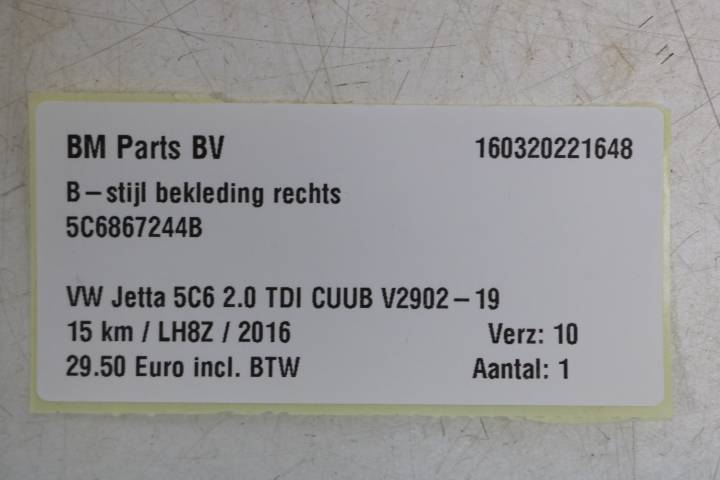 BM Parts BV 160320221648
B-stijl bekleding rechts
5C6867244B
VW Jetta 5C6 2.0 TDI CUUB V2902-19
15 km / LH8Z / 2016 Verz: 10
29.50 Euro incl. BTW Aantal: 1